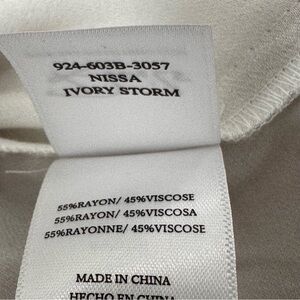 924-603B-3057
NISSA
IVORY STORM
55%RAYON/ 45%VISCOSE
55%RAYON/ 45%VISCOSA
55%RAYONNE/ 45%VISCOSE
MADE IN CHINA
HECHO EN CHINA